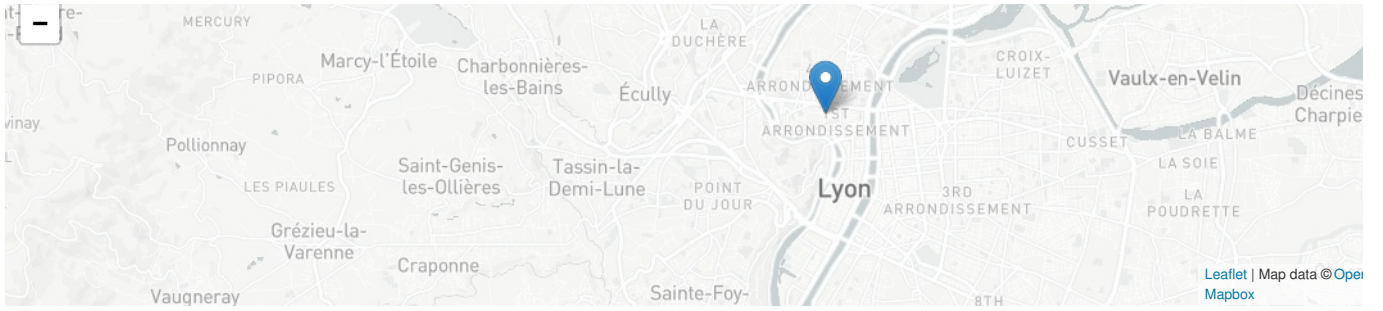 −
MERCURY
LA
DUCHÈRE
Marcy-l'Étoile
Charbonnières-
les-Bains
CROIX-
LUIZET
PIPORA
Écully
Vaulx-en-Velin
Décines
Charpie
ARRONDISSEMENT
1ST
ARRONDISSEMENT
Pollionnay
CUSSET
LA BALME
Saint-Genis-
les-Ollières
Tassin-la-
Demi-Lune
LA SOIE
LES PIAULES
POINT
DU JOUR
Lyon
3RD
ARRONDISSEMENT
LA
POUDRETTE
Grézieu-la-
Varenne
Craponne
Vaugneray
Sainte-Foy-
8TH
Leaflet | Map data © Oper
Mapbox